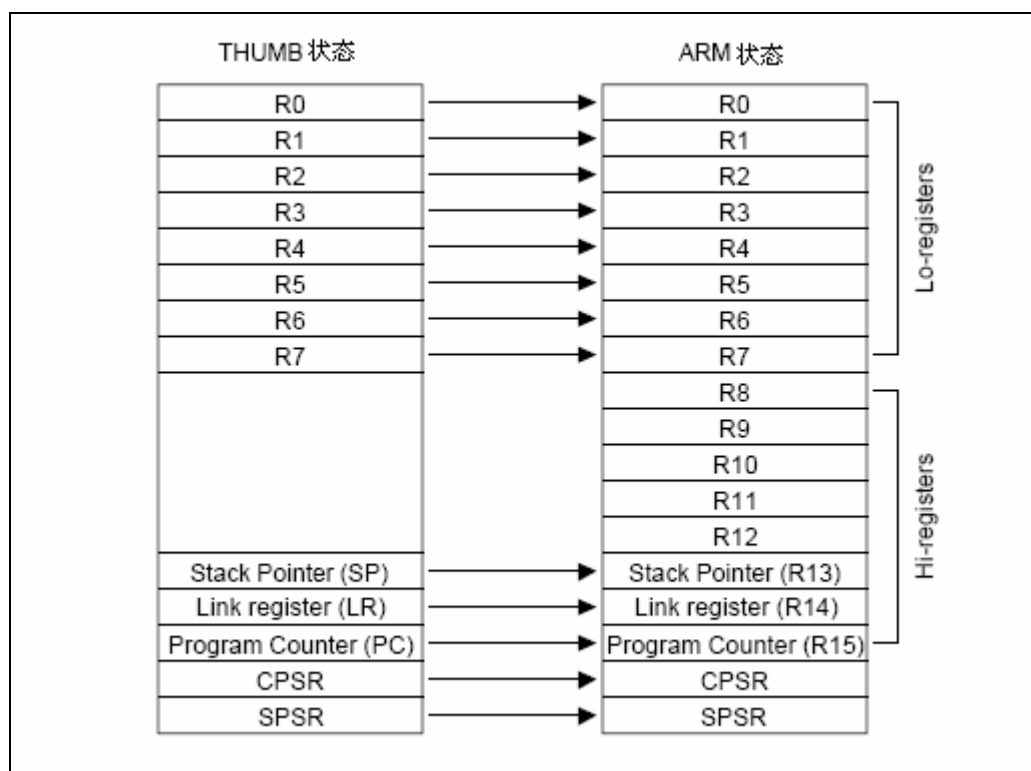 THUMB 状态
R0
R1
R2
R3
R4
R5
R6
R7
Stack Pointer (SP)
Link register (LR)
Program Counter (PC)
CPSR
SPSR
ARM 状态
R0
R1
R2
R3
R4
R5
R6
R7
R8
R9
R10
R11
R12
Stack Pointer (R13)
Link register (R14)
Program Counter (R15)
CPSR
SPSR
Lo-registers
Hi-registers